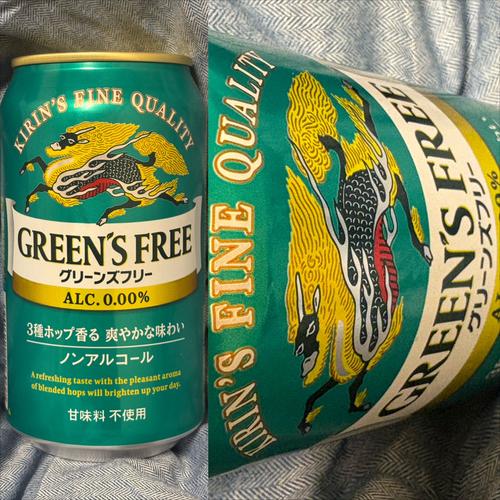 KIRIN'S FINE QUALITY
GREEN'S FREE
グリーンズフリー
ALC. 0.00%
3種ホップ香る 爽やかな味わい
ノンアルコール
A refreshing taste with the pleasant aroma
of blended hops will brighten up your day.
甘味料 不使用
KIRIN'S FINE QUALITY
GREEN'S FREE
グリーンズフリー